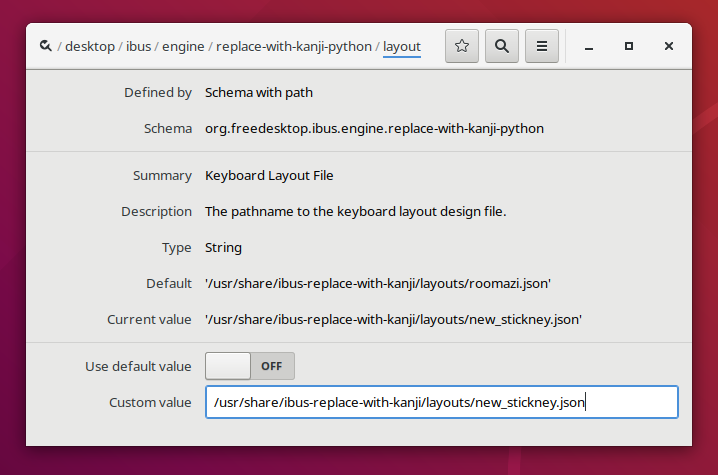 / desktop / ibus / engine / replace-with-kanji-python / layout
Defined by Schema with path
Schema org.freedesktop.ibus.engine.replace-with-kanji-python
Summary Keyboard Layout File
Description The pathname to the keyboard layout design file.
Type String
Default '/usr/share/ibus-replace-with-kanji/layouts/roomazi.json'
Current value '/usr/share/ibus-replace-with-kanji/layouts/new_stickney.json'
Use default value OFF
Custom value /usr/share/ibus-replace-with-kanji/layouts/new_stickney.json